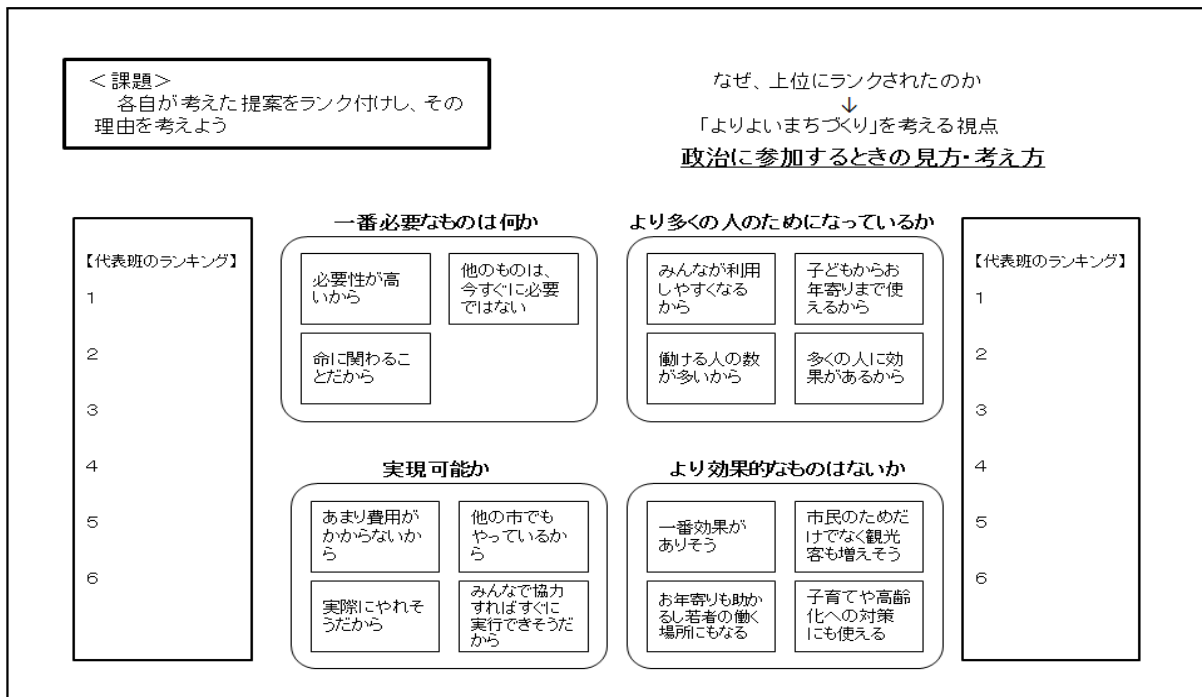 ＜課題＞
各自が考えた提案をランク付けし、その
理由を考えよう
なぜ、上位にランクされたのか
↓
「よりよいまちづくり」を考える視点
政治に参加するときの見方・考え方
【代表班のランキング】
1
2
3
4
5
6
一番必要なものは何か
必要性が高
いから
他のものは、
今すぐに必要
ではない
命に関わるこ
とだから
より多くの人のためになっているか
みんなが利用
しやすくなる
から
子どもからお
年寄りまで使
えるから
働ける人の数
が多いから
多くの人に効
果があるから
実現可能か
あまり費用が
かからないか
ら
他の市でも
やっているか
ら
実際にやれそ
うだから
みんなで協力
すればすぐに
実行できそうだ
から
より効果的なものはないか
一番効果が
ありそう
市民のためだ
けでなく観光
客も増えそう
お年寄りも助か
るし若者の働く
場所にもなる
子育てや高齢
化への対策
にも使える
【代表班のランキング】
1
2
3
4
5
6